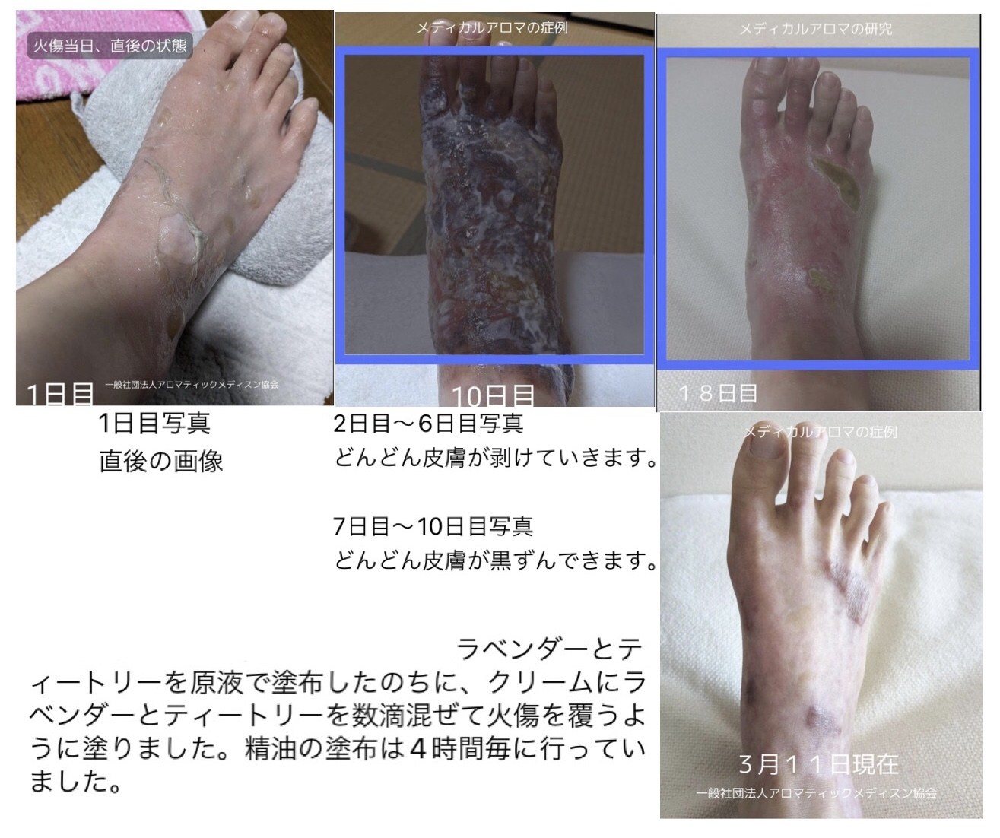 火傷当日、直後の状態
1日目
一般社団法人アロマティックメディスン協会
メディカルアロマの症例
10日目
メディカルアロマの研究
１８日目
1日目写真
直後の画像
2日目〜6日目写真
どんどん皮膚が剥けていきます。
7日目〜10日目写真
どんどん皮膚が黒ずんできます。
ラベンダーとテ
ィートリーを原液で塗布したのちに、クリームにラ
ベンダーとティートリーを数滴混ぜて火傷を覆うよ
うに塗りました。精油の塗布は４時間毎に行ってい
ました。
メディカルアロマの症例
３月１１日現在
一般社団法人アロマティックメディスン協会